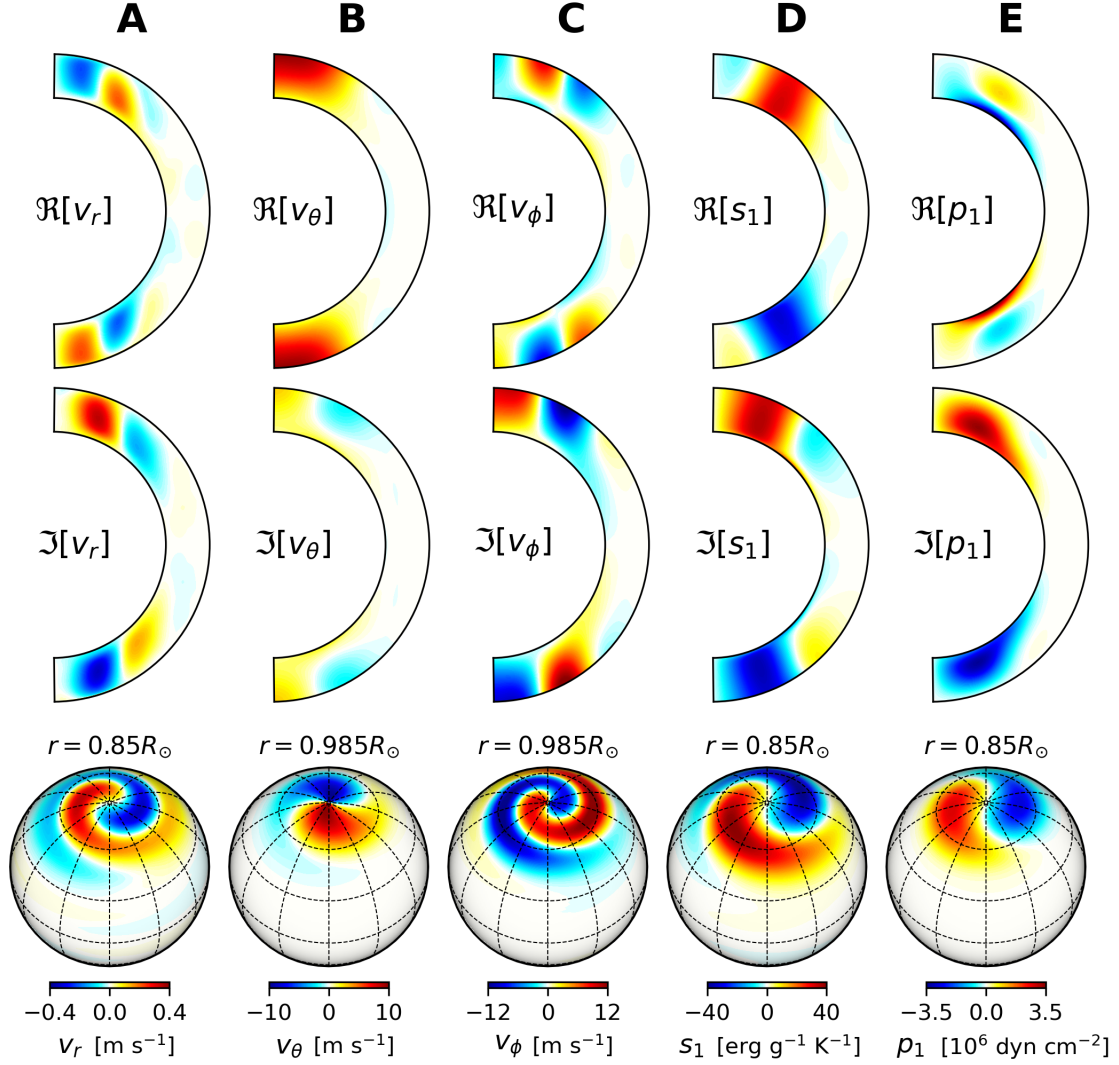 A B C D E
ℜ[v_r] ℜ[v_θ] ℜ[v_ϕ] ℜ[s_1] ℜ[p_1]
ℑ[v_r] ℑ[v_θ] ℑ[v_ϕ] ℑ[s_1] ℑ[p_1]
r = 0.85R_⊙ r = 0.985R_⊙ r = 0.985R_⊙ r = 0.85R_⊙ r = 0.85R_⊙
−0.4 0.0 0.4 −10 0 10 −12 0 12 −40 0 40 −3.5 0.0 3.5
v_r [m s⁻¹] v_θ [m s⁻¹] v_ϕ [m s⁻¹] s_1 [erg g⁻¹ K⁻¹] p_1 [10⁶ dyn cm⁻²]